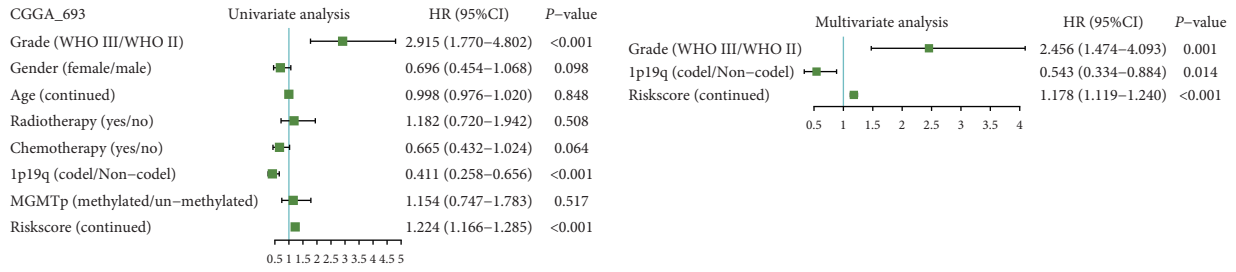 CGGA_693 Univariate analysis HR (95%CI) P−value
Grade (WHO III/WHO II) 2.915 (1.770−4.802) <0.001
Gender (female/male) 0.696 (0.454−1.068) 0.098
Age (continued) 0.998 (0.976−1.020) 0.848
Radiotherapy (yes/no) 1.182 (0.720−1.942) 0.508
Chemotherapy (yes/no) 0.665 (0.432−1.024) 0.064
1p19q (codel/Non−codel) 0.411 (0.258−0.656) <0.001
MGMTp (methylated/un−methylated) 1.154 (0.747−1.783) 0.517
Riskscore (continued) 1.224 (1.166−1.285) <0.001
0.5 1 1.5 2 2.5 3 3.5 4 4.5 5
Multivariate analysis HR (95%CI) P−value
Grade (WHO III/WHO II) 2.456 (1.474−4.093) 0.001
1p19q (codel/Non−codel) 0.543 (0.334−0.884) 0.014
Riskscore (continued) 1.178 (1.119−1.240) <0.001
0.5 1 1.5 2 2.5 3 3.5 4